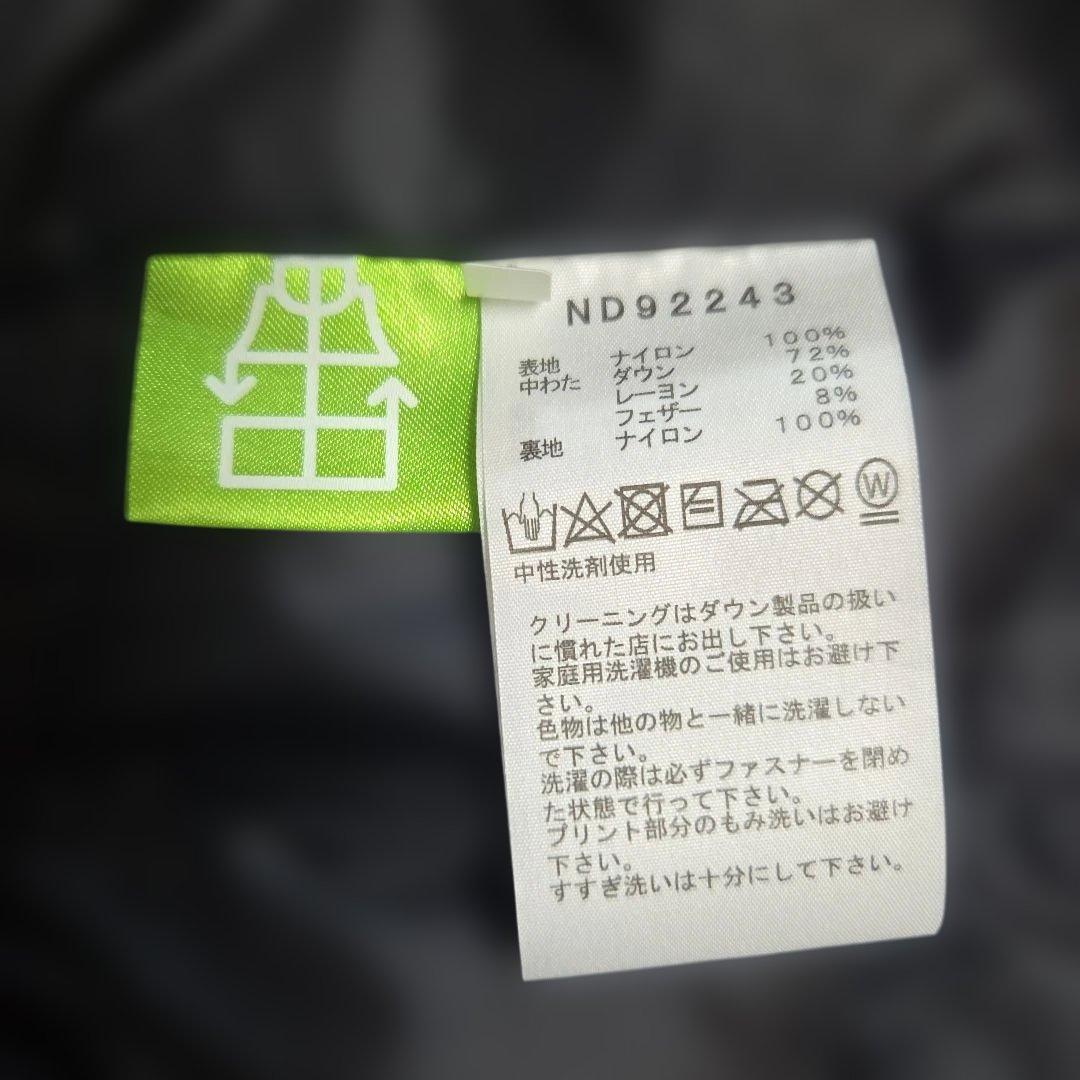 ND92243
表地 ナイロン 100%
中わた ダウン 72%
レーヨン 20%
フェザー 8%
裏地 ナイロン 100%
W
中性洗剤使用
クリーニングはダウン製品の扱い
に慣れた店にお出し下さい。
家庭用洗濯機のご使用はお避け下
さい。
色物は他の物と一緒に洗濯しない
で下さい。
洗濯の際は必ずファスナーを閉め
た状態で行って下さい。
プリント部分のもみ洗いはお避け
下さい。
すすぎ洗いは十分にして下さい。